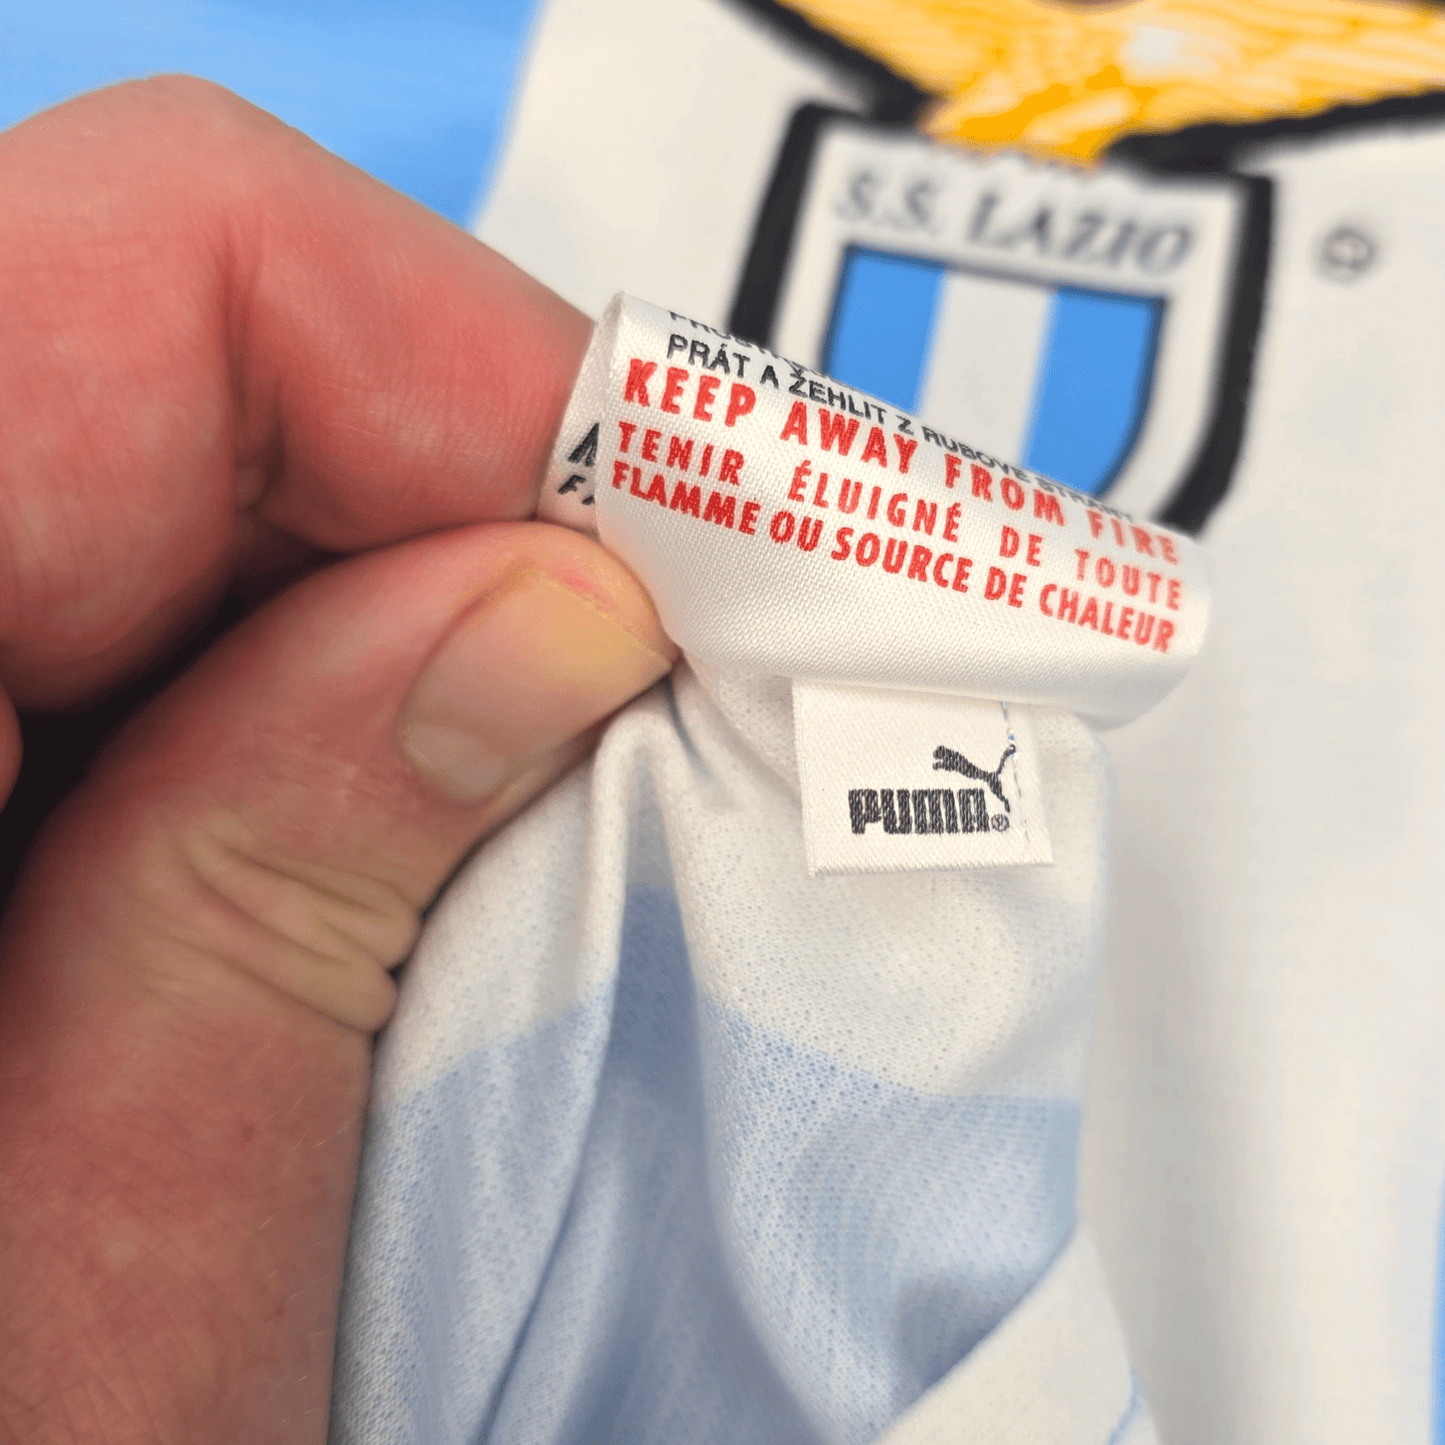 S.S. LAZIO
PRÁT A ŽEHLIT Z RUBOVÉ STRANY
KEEP AWAY FROM FIRE
TENIR ÉLUIGNÉ DE TOUTE
FLAMME OU SOURCE DE CHALEUR
PUMA®